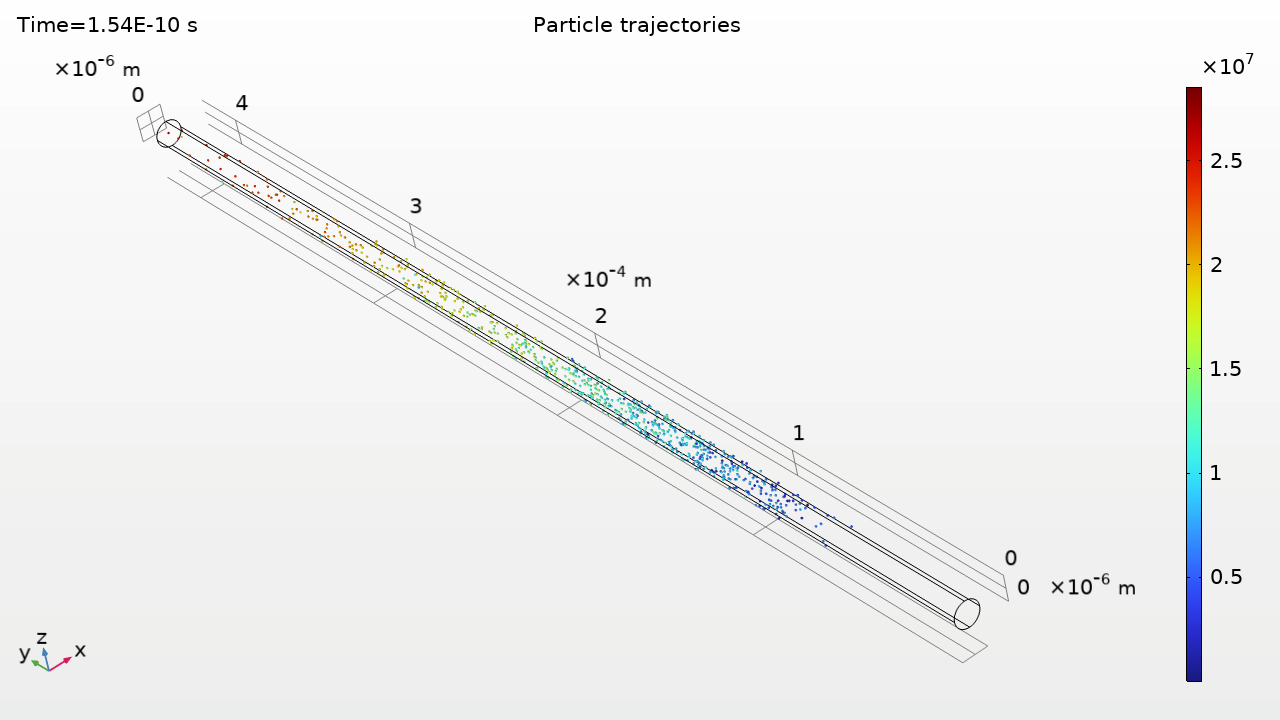 Time=1.54E-10 s
Particle trajectories
×10⁻⁶ m
0
4
3
×10⁻⁴ m
2
1
0
0 ×10⁻⁶ m
×10⁷
2.5
2
1.5
1
0.5
z
y
x